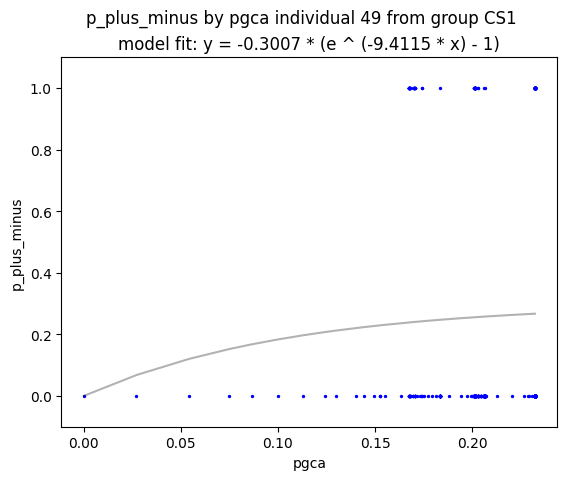 p_plus_minus by pgca individual 49 from group CS1
model fit: y = -0.3007 * (e ^ (-9.4115 * x) - 1)
1.0
0.8
0.6
0.4
0.2
0.0
p_plus_minus
0.00 0.05 0.10 0.15 0.20
pgca